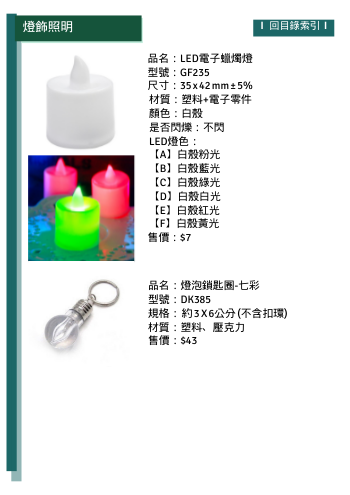 燈飾照明
I 回目錄索引 I
品名：LED電子蠟燭燈
型號：GF235
尺寸：35x42mm±5%
材質：塑料+電子零件
顏色：白殼
是否閃爍：不閃
LED燈色：
【A】白殼粉光
【B】白殼藍光
【C】白殼綠光
【D】白殼白光
【E】白殼紅光
【F】白殼黃光
售價：$7
品名：燈泡鎖匙圈-七彩
型號：DK385
規格：約3X6公分(不含扣環)
材質：塑料、壓克力
售價：$43